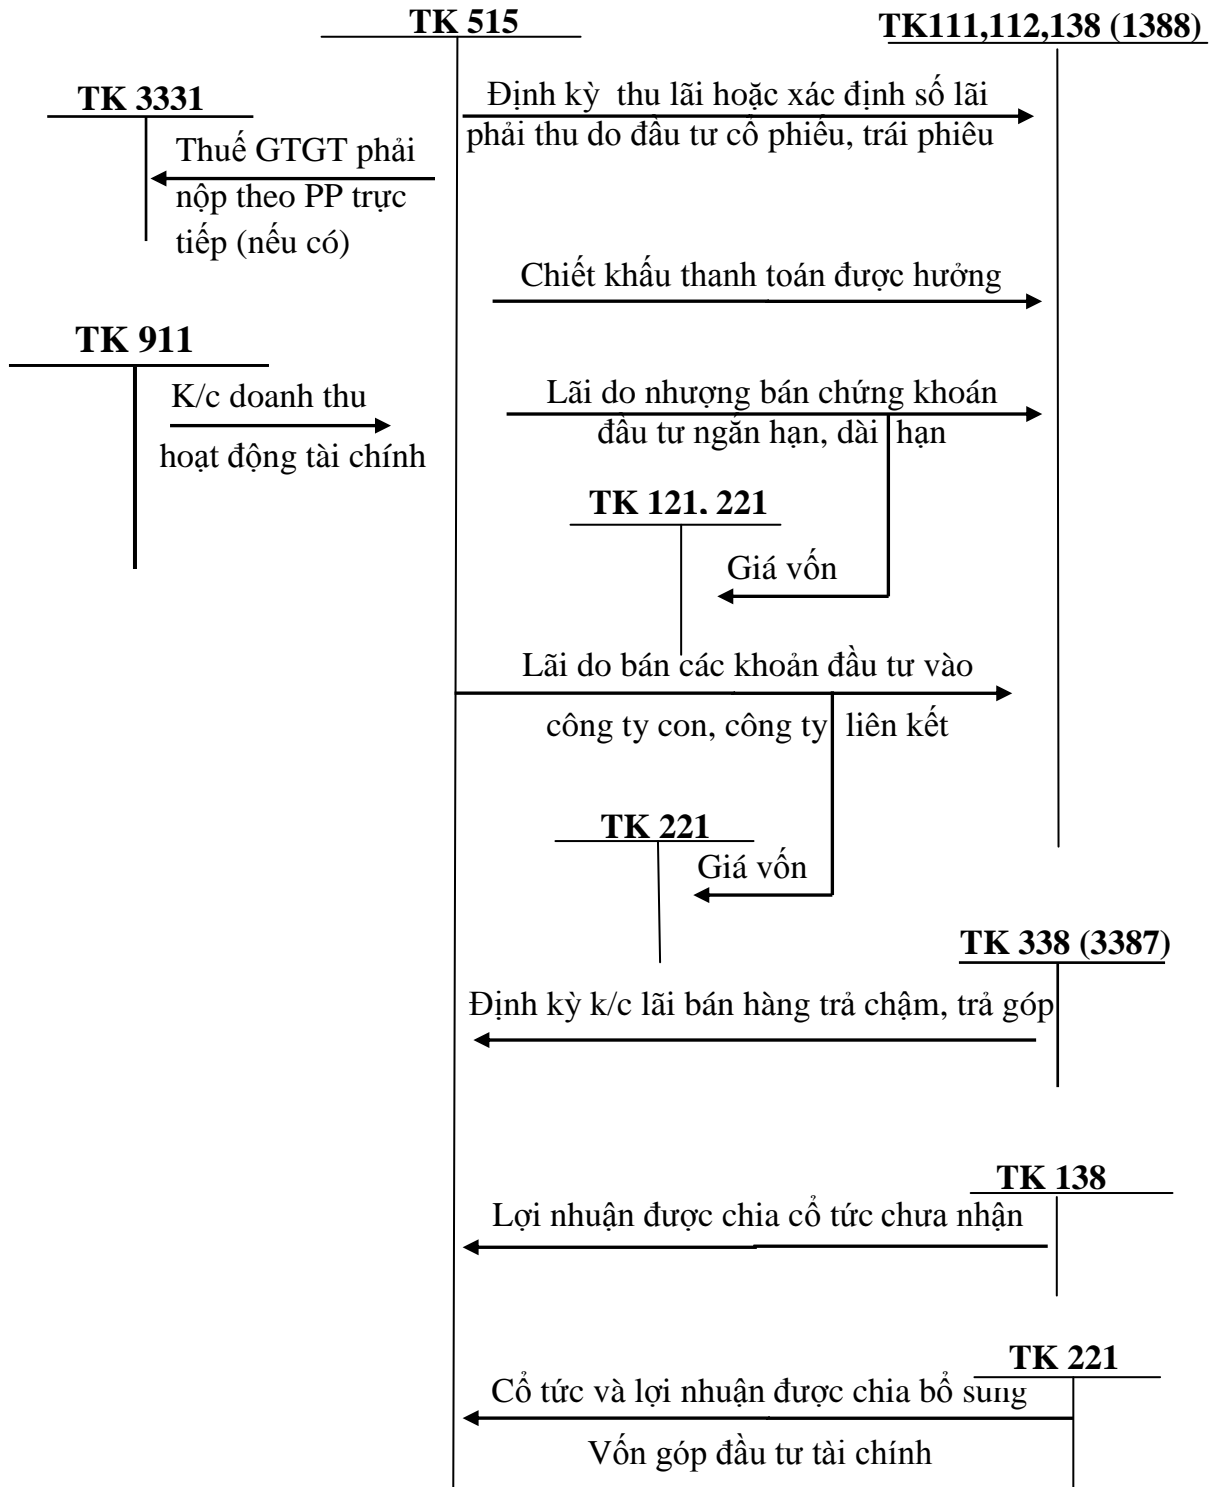 TK 515
TK111,112,138 (1388)
TK 3331
Định kỳ thu lãi hoặc xác định số lãi
phải thu do đầu tư cổ phiếu, trái phiêu
Thuế GTGT phải
nộp theo PP trực
tiếp (nếu có)
Chiết khấu thanh toán được hưởng
TK 911
K/c doanh thu
hoạt động tài chính
Lãi do nhượng bán chứng khoán
đầu tư ngắn hạn, dài hạn
TK 121, 221
Giá vốn
Lãi do bán các khoản đầu tư vào
công ty con, công ty liên kết
TK 221
Giá vốn
TK 338 (3387)
Định kỳ k/c lãi bán hàng trả chậm, trả góp
TK 138
Lợi nhuận được chia cổ tức chưa nhận
TK 221
Cổ tức và lợi nhuận được chia bổ sung
Vốn góp đầu tư tài chính